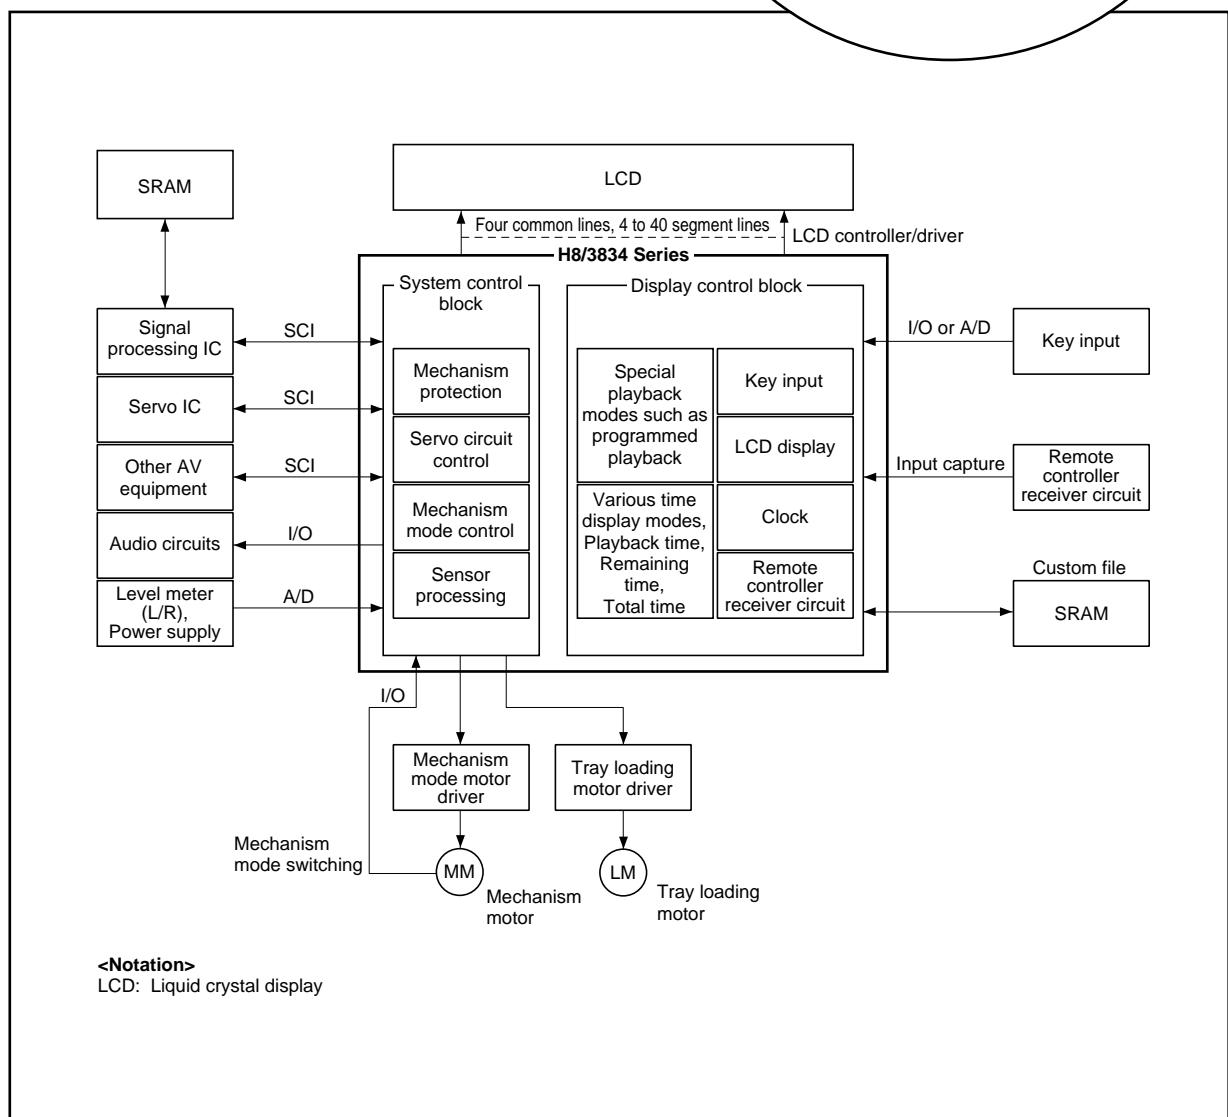 SRAM
LCD
Four common lines, 4 to 40 segment lines
LCD controller/driver
H8/3834 Series
System control
block
Display control block
Signal
processing IC
SCI
Servo IC
SCI
Other AV
equipment
SCI
Audio circuits
I/O
Level meter
(L/R),
Power supply
A/D
Mechanism
protection
Servo circuit
control
Mechanism
mode control
Sensor
processing
Special
playback
modes such as
programmed
playback
Various time
display modes,
Playback time,
Remaining
time,
Total time
Key input
LCD display
Clock
Remote
controller
receiver circuit
I/O or A/D
Key input
Input capture
Remote
controller
receiver circuit
Custom file
SRAM
I/O
Mechanism
mode motor
driver
Tray loading
motor driver
Mechanism
mode switching
MM
Mechanism
motor
LM
Tray loading
motor
<Notation>
LCD: Liquid crystal display